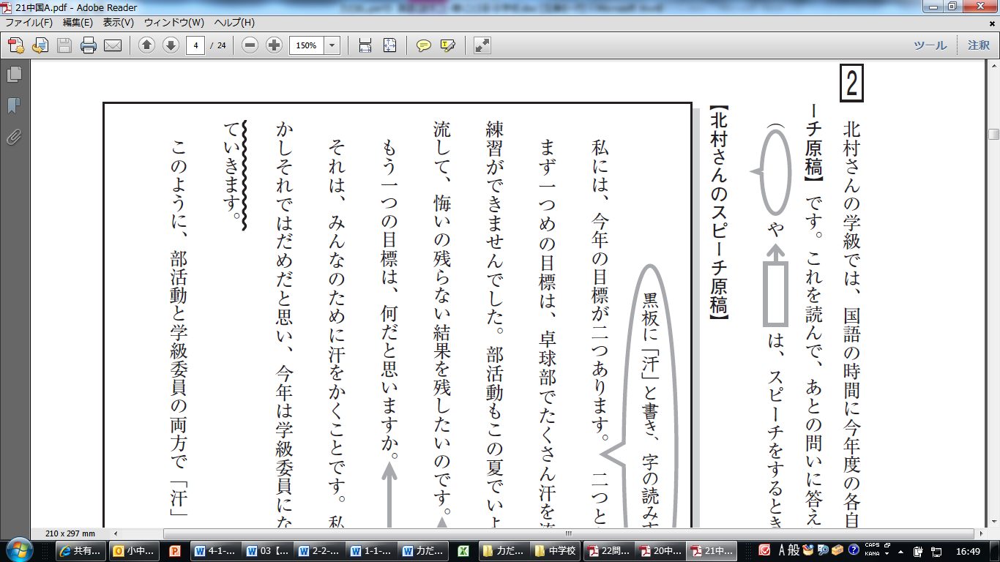 21中国A.pdf - Adobe Reader
ファイル(F) 編集(E) 表示(V) ウィンドウ(W) ヘルプ(H)
4 / 24
150%
ツール 注釈
2
北村さんの学級では、国語の時間に今年度の各自
ーチ原稿】です。これを読んで、あとの問いに答え
（
や
は、スピーチをするとき
【北村さんのスピーチ原稿】
黒板に「汗」と書き、字の読み方
私には、今年の目標が二つあります。二つと
まず一つめの目標は、卓球部でたくさん汗を流
練習ができませんでした。部活動もこの夏でいよ
流して、悔いの残らない結果を残したいのです。
もう一つの目標は、何だと思いますか。
それは、みんなのために汗をかくことです。私
かしそれではだめだと思い、今年は学級委員にな
ていきます。
このように、部活動と学級委員の両方で「汗」
210 x 297 mm
共有...
小中...
4-1-...
03【...
2-2-...
1-1-...
力だ...
力だ...
中学校
22問...
20中...
21中...
A 般
CAPS
KANA
16:49